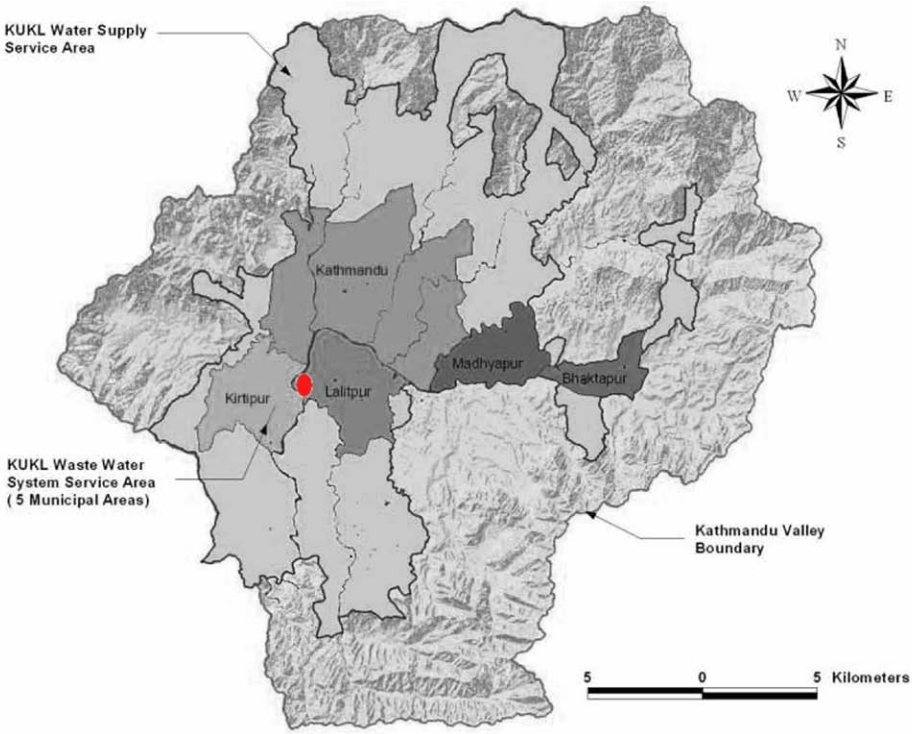 KUKL Water Supply
Service Area
N
W
E
S
Kathmandu
Madhyapur
Bhaktapur
Kirtipur
Lalitpur
KUKL Waste Water
System Service Area
( 5 Municipal Areas)
Kathmandu Valley
Boundary
5 0 5 Kilometers